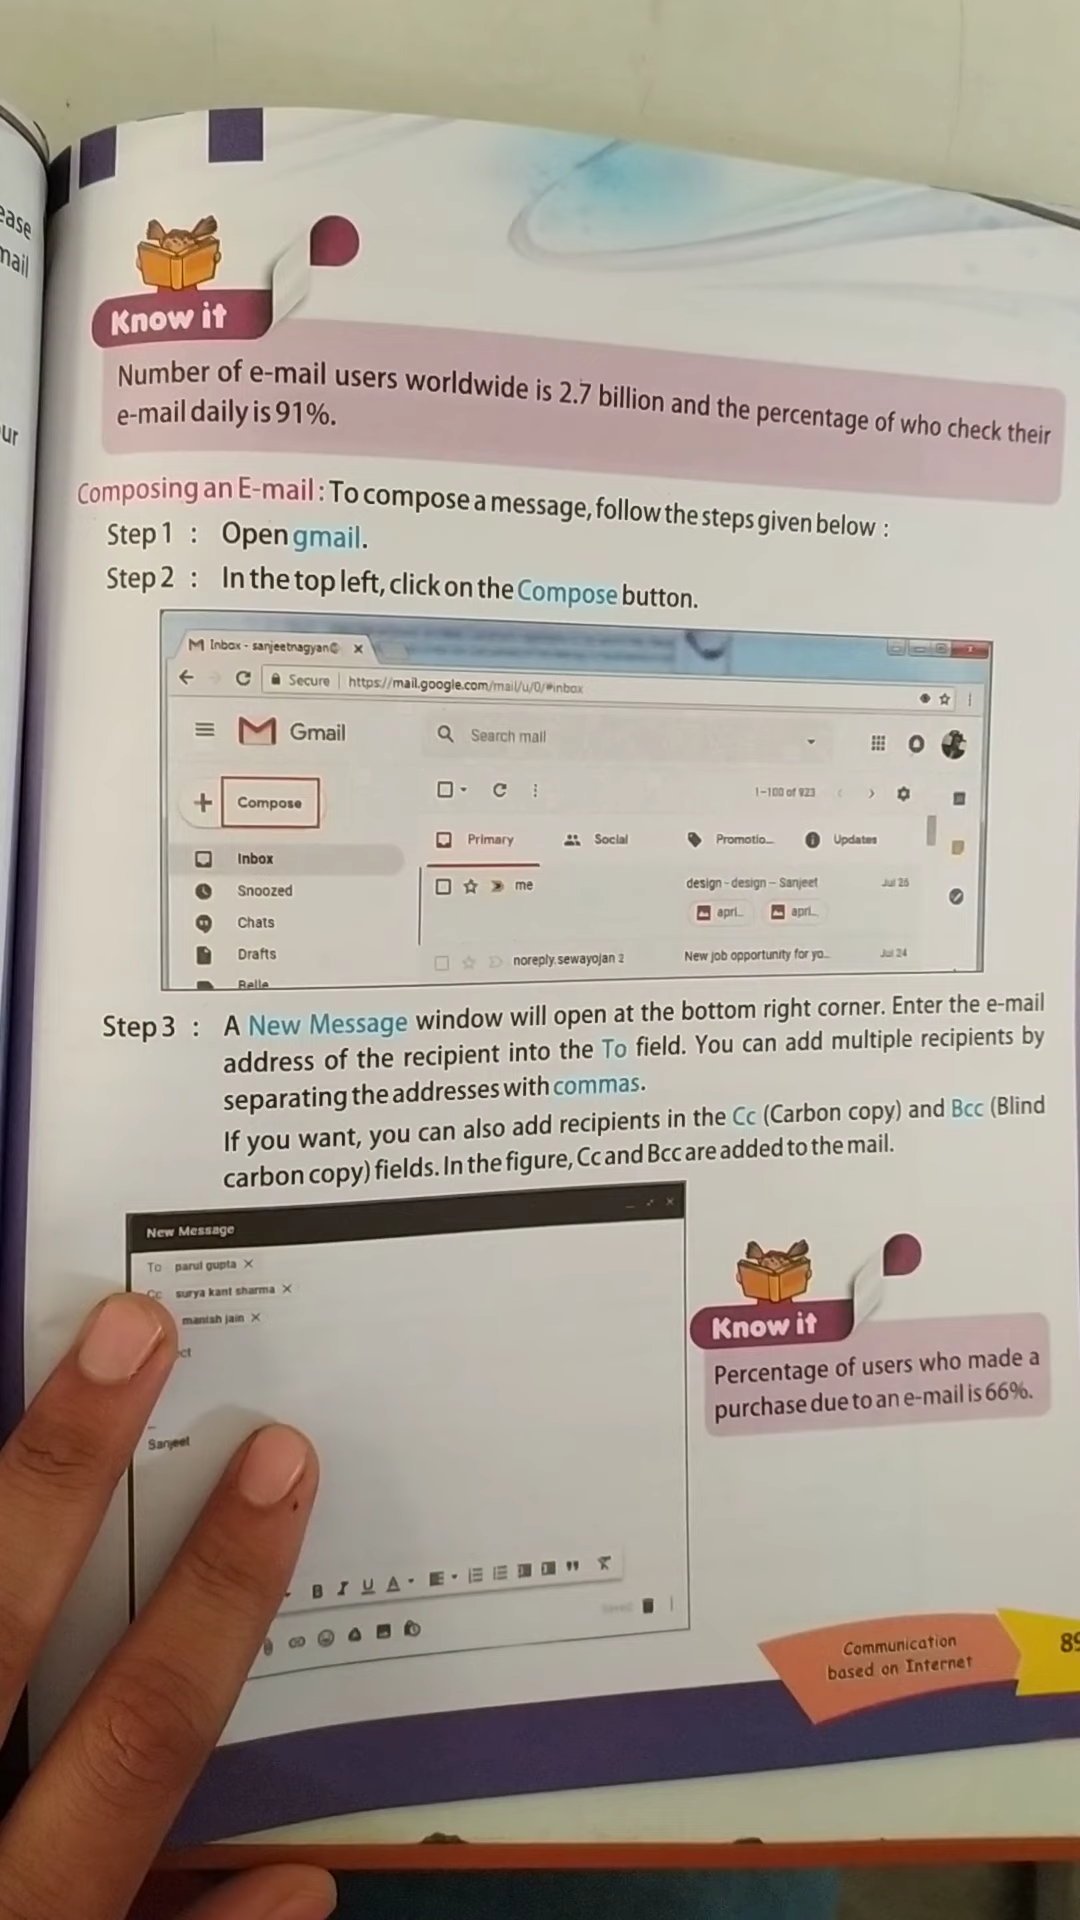 ease
mail
ur
Know it
Number of e-mail users worldwide is 2.7 billion and the percentage of who check their
e-mail daily is 91%.
Composing an E-mail : To compose a message, follow the steps given below :
Step 1 : Open gmail.
Step 2 : In the top left, click on the Compose button.
Inbox - sanjeetnagyan@
Secure | https://mail.google.com/mail/u/0/#inbox
Gmail Search mail
Compose 1-100 of 923
Primary Social Promotio... Updates
Inbox
me design - design - Sanjeet Jul 25
Snoozed
apri... apri...
Chats
Drafts noreply.sewayojan 2 New job opportunity for yo... Jul 24
Step 3 : A New Message window will open at the bottom right corner. Enter the e-mail
address of the recipient into the To field. You can add multiple recipients by
separating the addresses with commas.
If you want, you can also add recipients in the Cc (Carbon copy) and Bcc (Blind
carbon copy) fields. In the figure, Cc and Bcc are added to the mail.
New Message
To parul gupta ×
Cc surya kant sharma ×
manish jain ×
ect
--
Sanjeet
B I U A
Know it
Percentage of users who made a
purchase due to an e-mail is 66%.
Communication
based on Internet
89